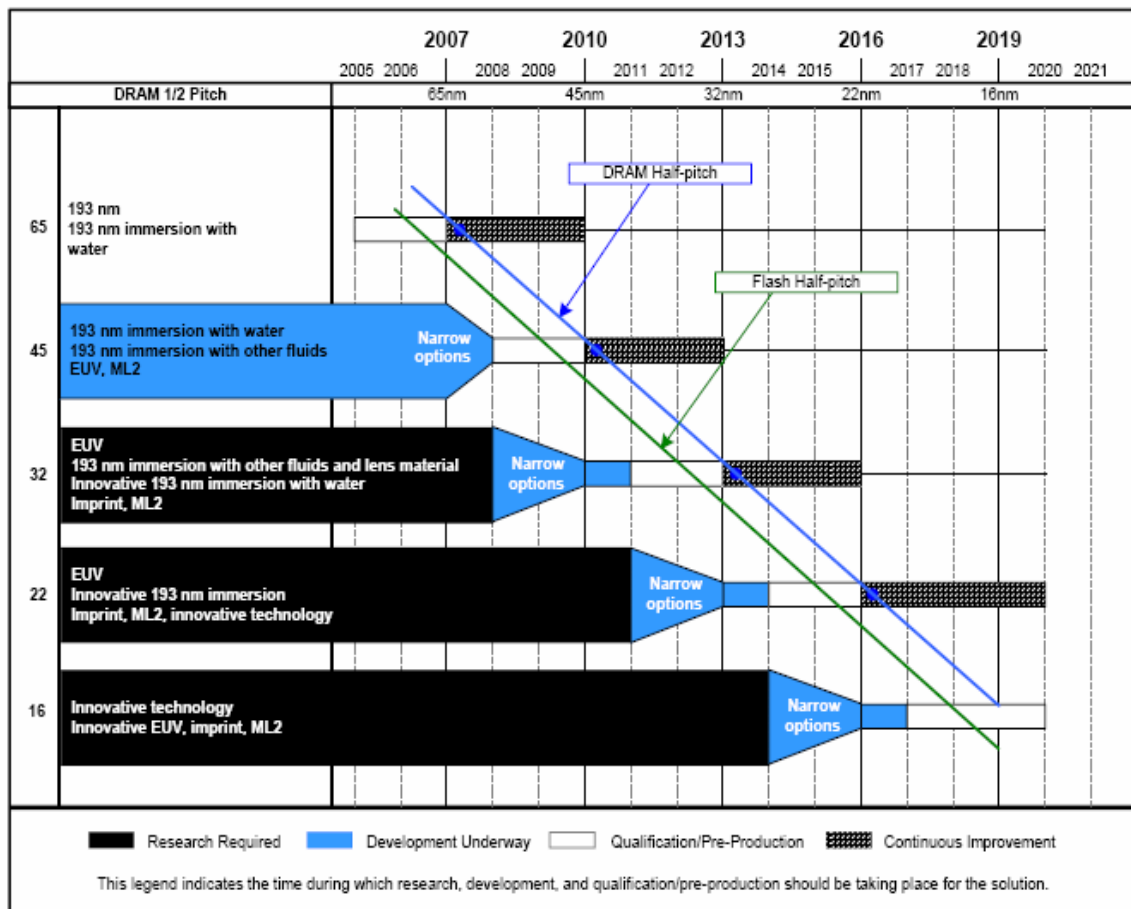 2007 2010 2013 2016 2019
2005 2006 2008 2009 2011 2012 2014 2015 2017 2018 2020 2021
DRAM 1/2 Pitch 65nm 45nm 32nm 22nm 16nm
DRAM Half-pitch
65
193 nm
193 nm immersion with
water
Flash Half-pitch
45
193 nm immersion with water
193 nm immersion with other fluids
EUV, ML2
Narrow
options
32
EUV
193 nm immersion with other fluids and lens material
Innovative 193 nm immersion with water
Imprint, ML2
Narrow
options
22
EUV
Innovative 193 nm immersion
Imprint, ML2, innovative technology
Narrow
options
16
Innovative technology
Innovative EUV, imprint, ML2
Narrow
options
Research Required Development Underway Qualification/Pre-Production Continuous Improvement
This legend indicates the time during which research, development, and qualification/pre-production should be taking place for the solution.